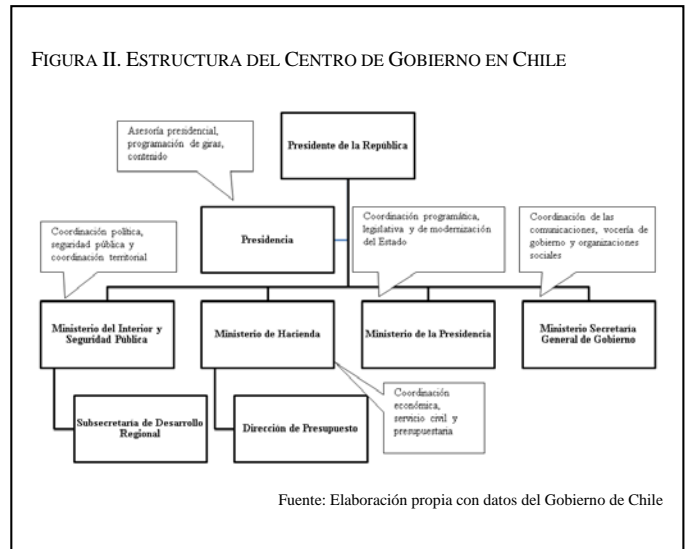 FIGURA II. ESTRUCTURA DEL CENTRO DE GOBIERNO EN CHILE
Asesoría presidencial,
programación de giras,
contenido
Presidente de la República
Coordinación política,
seguridad pública y
coordinación territorial
Presidencia
Coordinación programática,
legislativa y de modernización
del Estado
Coordinación de las
comunicaciones, vocería de
gobierno y organizaciones
sociales
Ministerio del Interior y
Seguridad Pública
Ministerio de Hacienda
Ministerio de la Presidencia
Ministerio Secretaría
General de Gobierno
Subsecretaría de Desarrollo
Regional
Dirección de Presupuesto
Coordinación
económica,
servicio civil y
presupuestaria
Fuente: Elaboración propia con datos del Gobierno de Chile